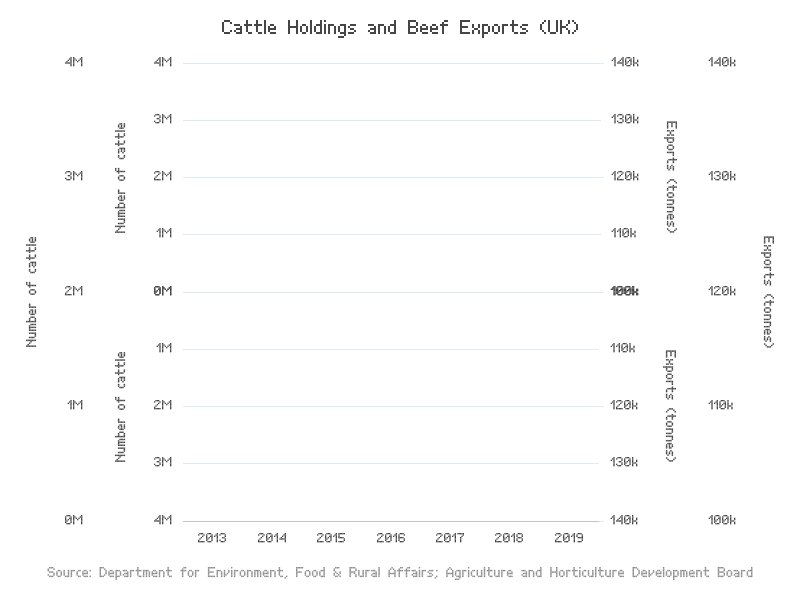 Cattle Holdings and Beef Exports (UK)
4M 4M 140k 140k
3M 130k
3M 2M 120k 130k
1M 110k
2M 0M 100k 120k
1M 110k
1M 2M 120k 110k
3M 130k
0M 4M 140k 100k
Number of cattle
Number of cattle
Number of cattle
Exports (tonnes)
Exports (tonnes)
Exports (tonnes)
2013 2014 2015 2016 2017 2018 2019
Source: Department for Environment, Food & Rural Affairs; Agriculture and Horticulture Development Board